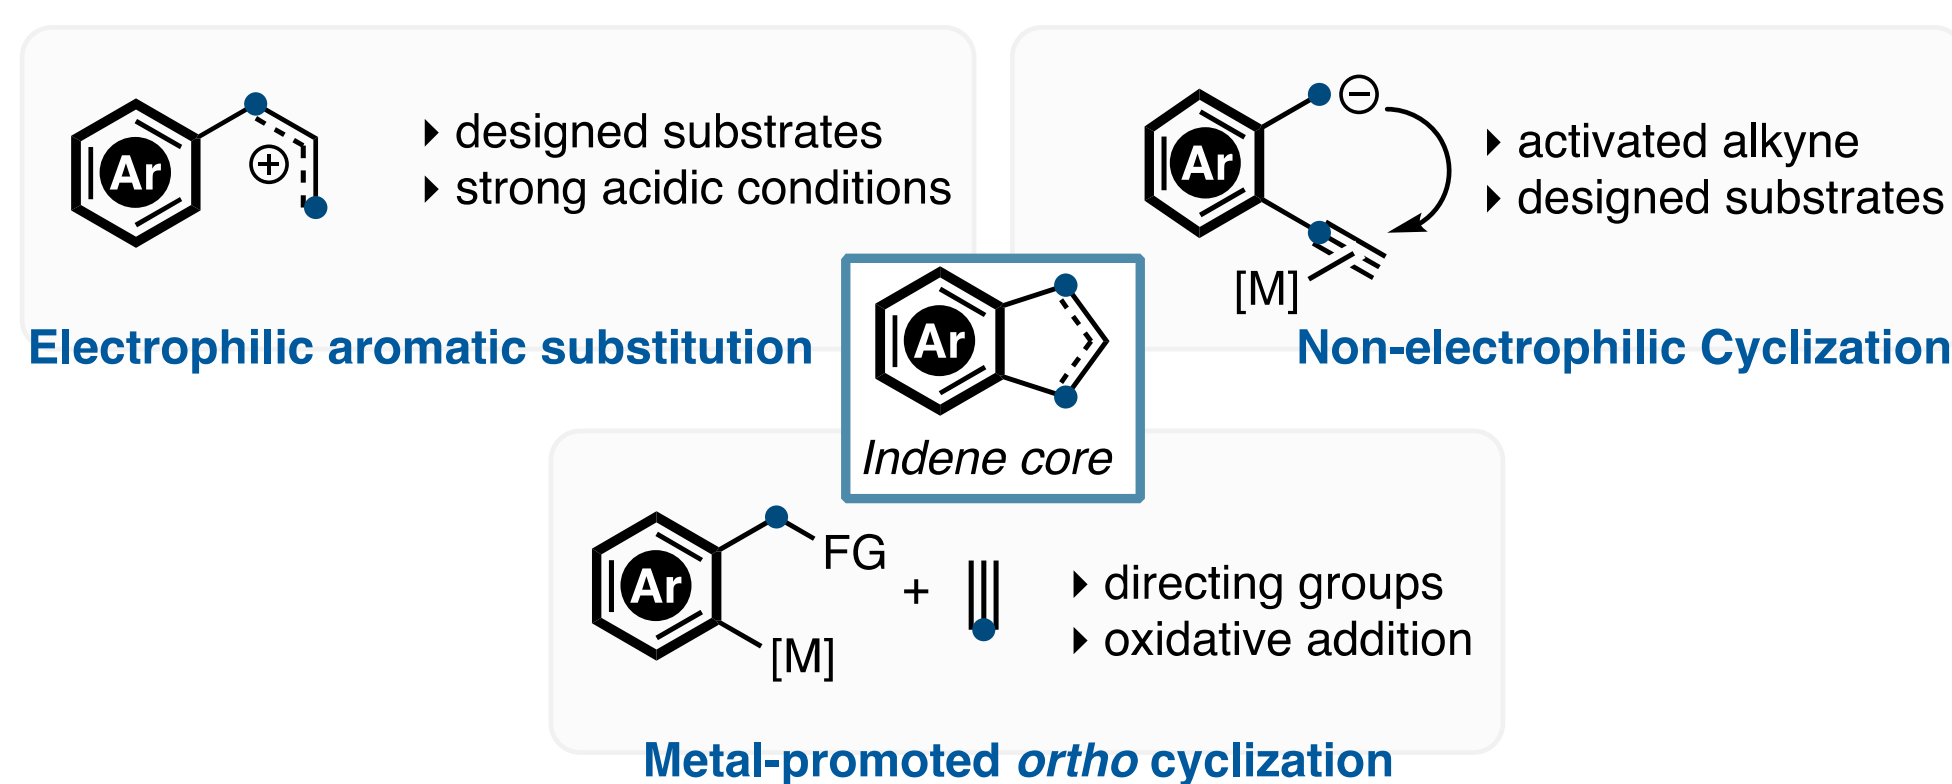 Ar
⊕
▸ designed substrates
▸ strong acidic conditions
Electrophilic aromatic substitution
Ar
⊖
[M]
▸ activated alkyne
▸ designed substrates
Non-electrophilic Cyclization
Ar
Indene core
Ar
FG
[M]
+
▸ directing groups
▸ oxidative addition
Metal-promoted ortho cyclization